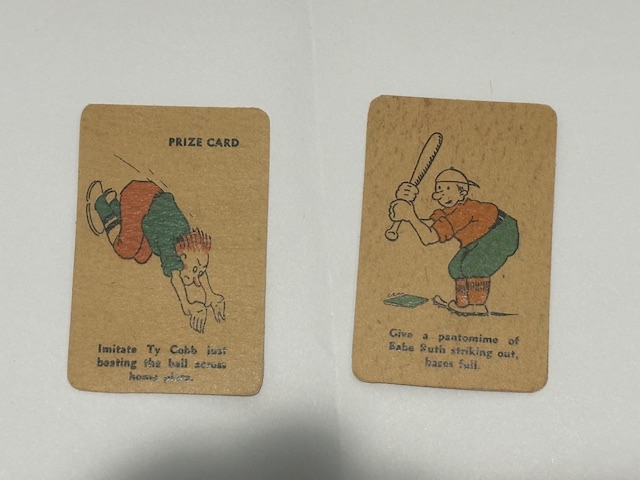 PRIZE CARD
Imitate Ty Cobb just
beating the ball across
home plate.
Give a pantomime of
Babe Ruth striking out,
bases full.